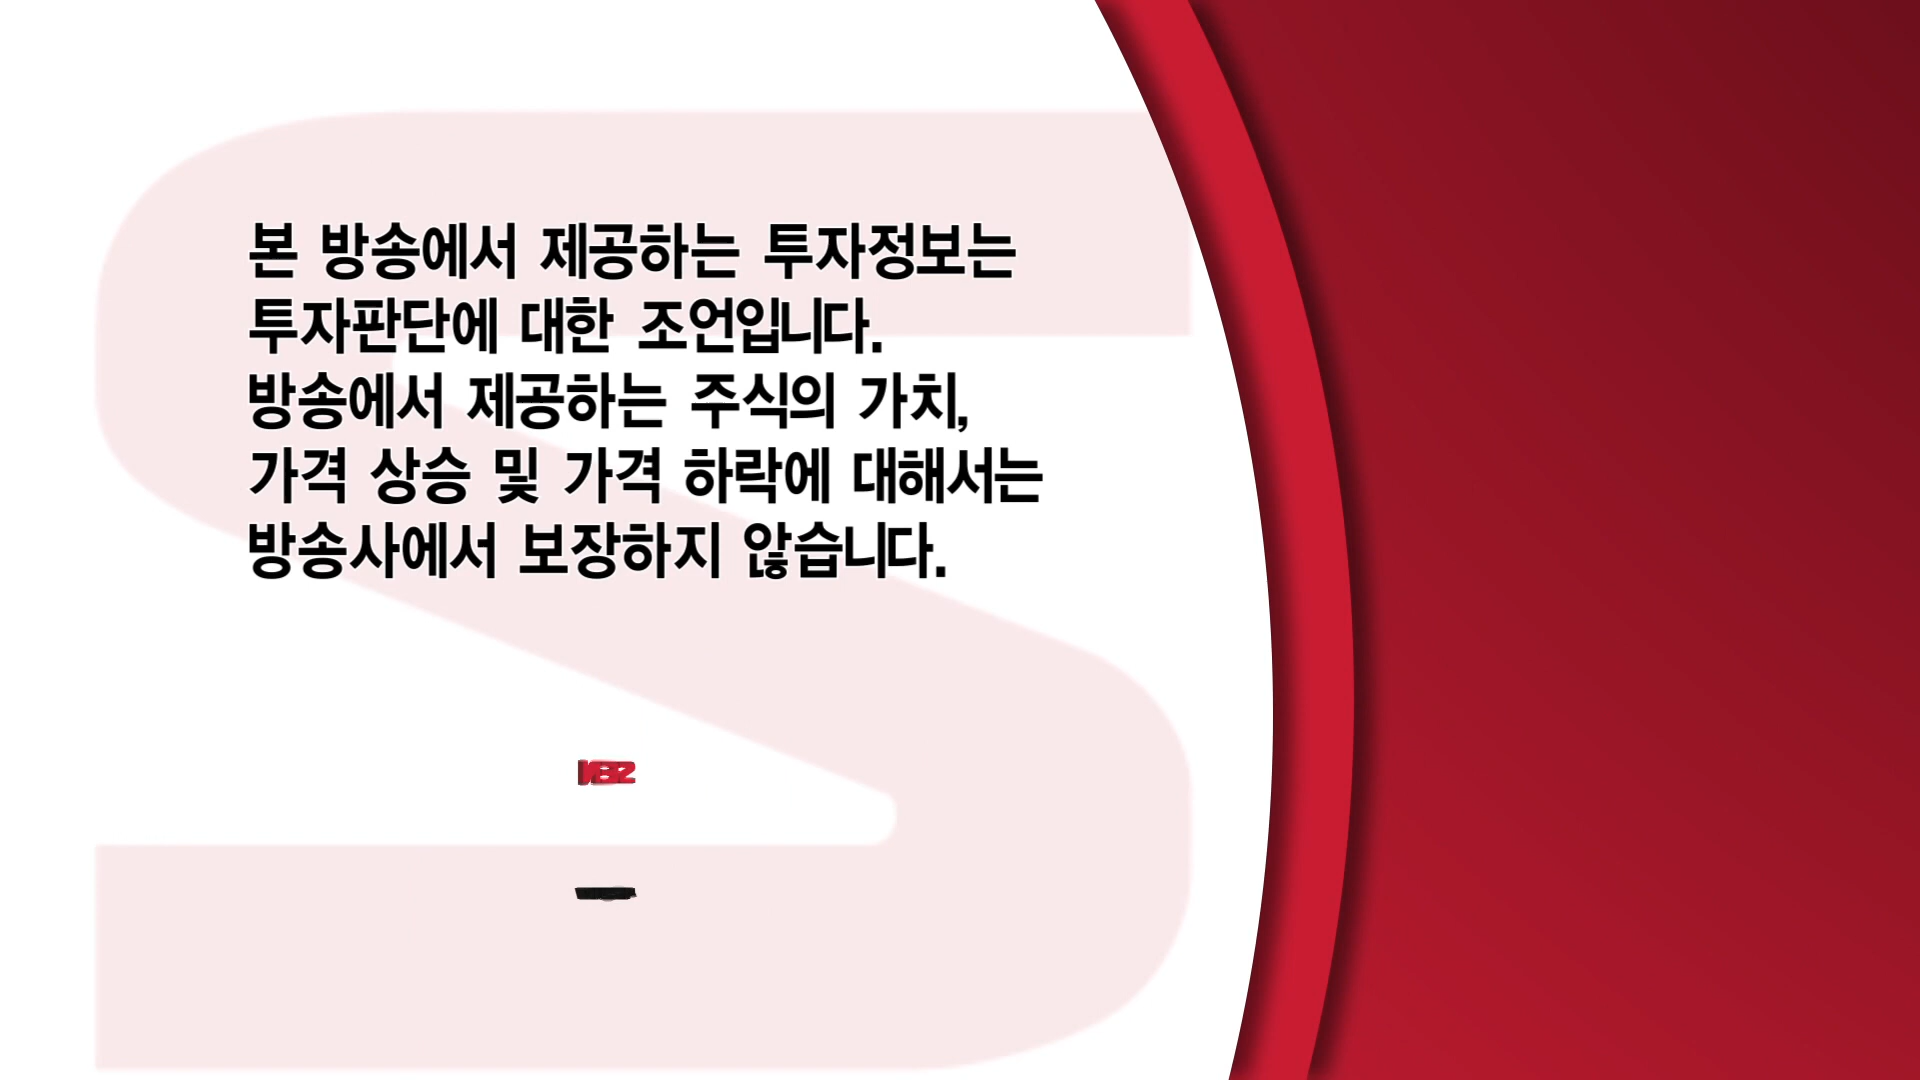 본 방송에서 제공하는 투자정보는
투자판단에 대한 조언입니다.
방송에서 제공하는 주식의 가치,
가격 상승 및 가격 하락에 대해서는
방송사에서 보장하지 않습니다.